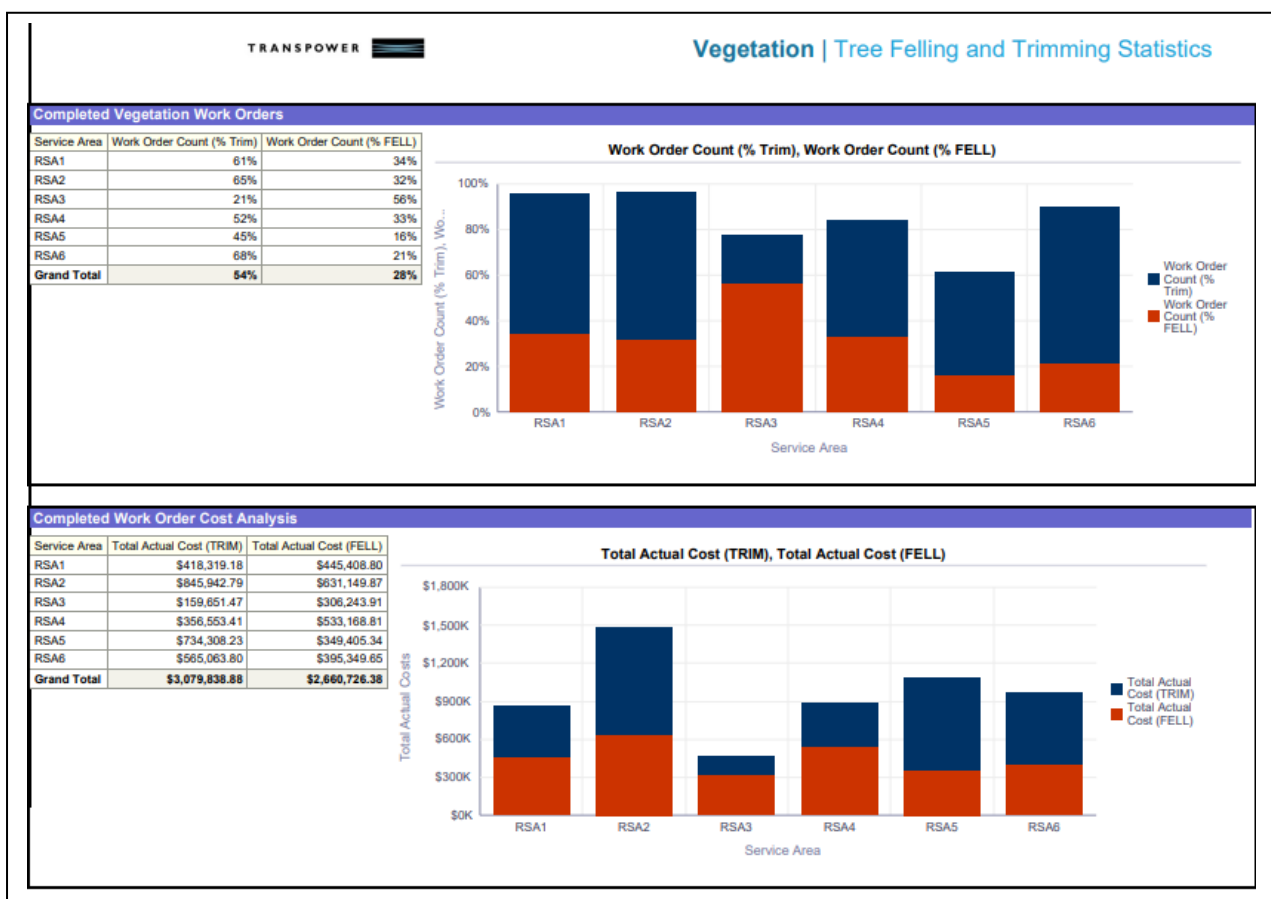 TRANSPOWER
Vegetation | Tree Felling and Trimming Statistics
Completed Vegetation Work Orders
Service Area Work Order Count (% Trim) Work Order Count (% FELL)
RSA1 61% 34%
RSA2 65% 32%
RSA3 21% 56%
RSA4 52% 33%
RSA5 45% 16%
RSA6 68% 21%
Grand Total 54% 28%
Work Order Count (% Trim), Work Order Count (% FELL)
Work Order Count (% Trim), Wo...
100%
80%
60%
40%
20%
0%
RSA1 RSA2 RSA3 RSA4 RSA5 RSA6
Service Area
Work Order
Count (%
Trim)
Work Order
Count (%
FELL)
Completed Work Order Cost Analysis
Service Area Total Actual Cost (TRIM) Total Actual Cost (FELL)
RSA1 $418,319.18 $445,408.80
RSA2 $845,942.79 $631,149.87
RSA3 $159,651.47 $306,243.91
RSA4 $356,553.41 $533,168.81
RSA5 $734,308.23 $349,405.34
RSA6 $565,063.80 $395,349.65
Grand Total $3,079,838.88 $2,660,726.38
Total Actual Cost (TRIM), Total Actual Cost (FELL)
Total Actual Costs
$1,800K
$1,500K
$1,200K
$900K
$600K
$300K
$0K
RSA1 RSA2 RSA3 RSA4 RSA5 RSA6
Service Area
Total Actual
Cost (TRIM)
Total Actual
Cost (FELL)